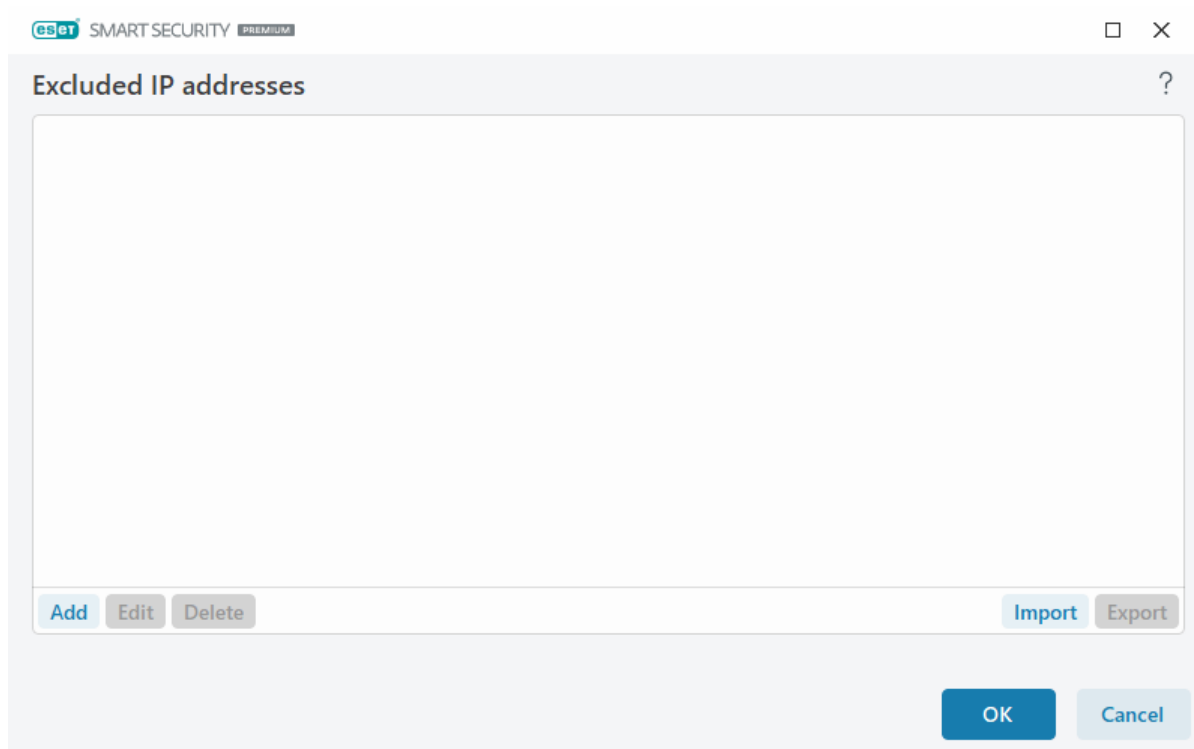 eset SMART SECURITY PREMIUM
Excluded IP addresses ?
Add Edit Delete Import Export
OK Cancel